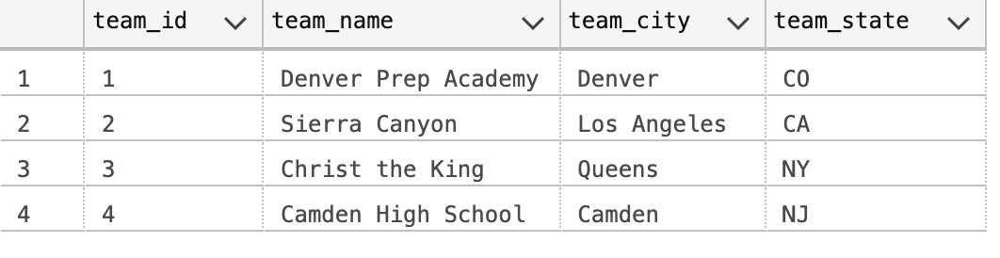 team_id team_name team_city team_state
1 1 Denver Prep Academy Denver CO
2 2 Sierra Canyon Los Angeles CA
3 3 Christ the King Queens NY
4 4 Camden High School Camden NJ